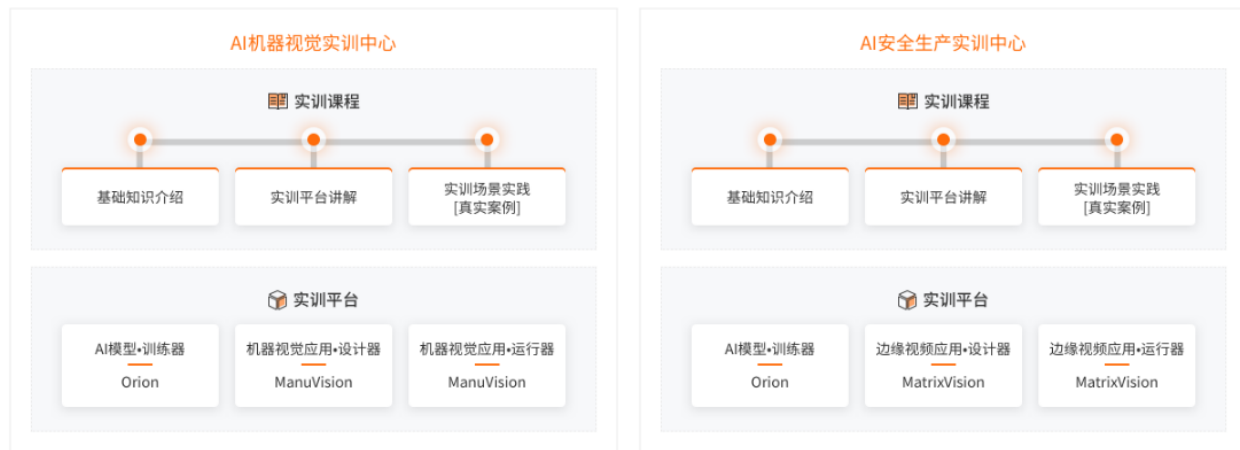 AI机器视觉实训中心
实训课程
基础知识介绍
实训平台讲解
实训场景实践
[真实案例]
实训平台
AI模型•训练器
Orion
机器视觉应用•设计器
ManuVision
机器视觉应用•运行器
ManuVision
AI安全生产实训中心
实训课程
基础知识介绍
实训平台讲解
实训场景实践
[真实案例]
实训平台
AI模型•训练器
Orion
边缘视频应用•设计器
MatrixVision
边缘视频应用•运行器
MatrixVision